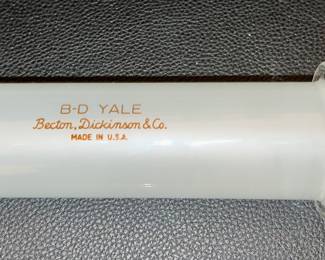 B-D YALE
Becton, Dickinson & Co.
MADE IN U.S.A.